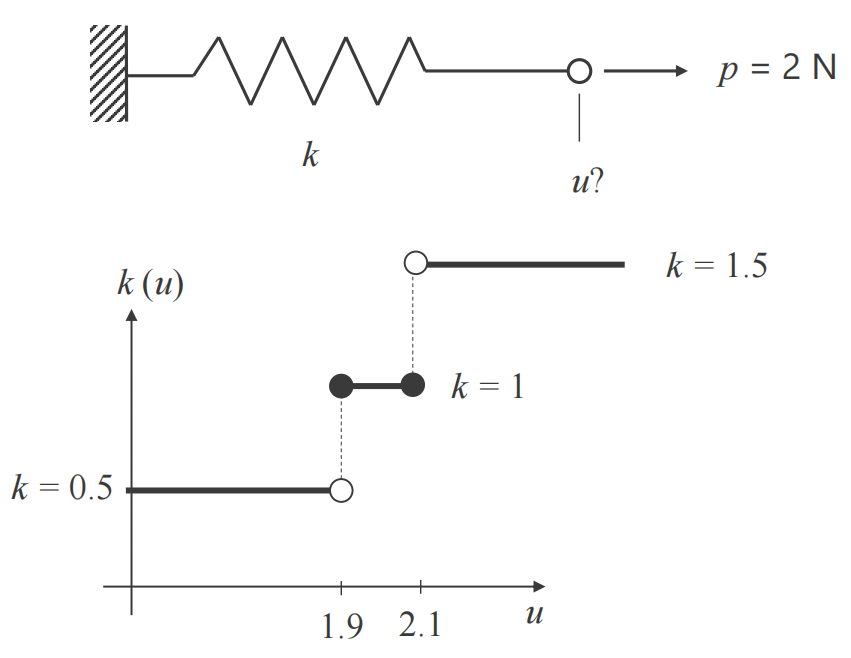 p = 2 N
k
u?
k (u)
k = 1.5
k = 1
k = 0.5
1.9 2.1
u